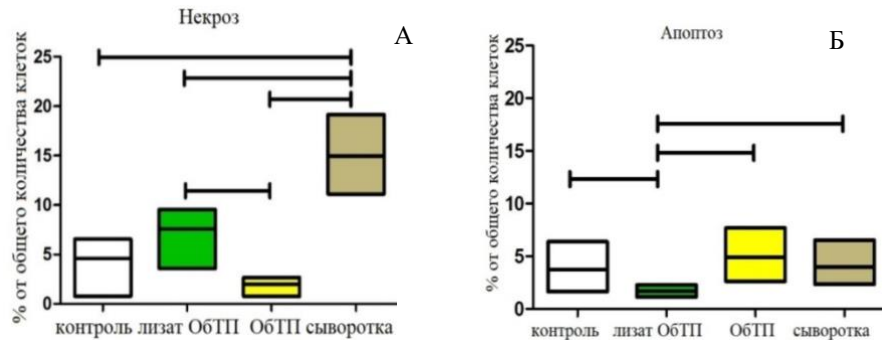 Некроз
А
% от общего количества клеток
25
20
15
10
5
0
контроль лизат ОбТП ОбТП сыворотка
Апоптоз
Б
% от общего количества клеток
25
20
15
10
5
0
контроль лизат ОбТП ОбТП сыворотка